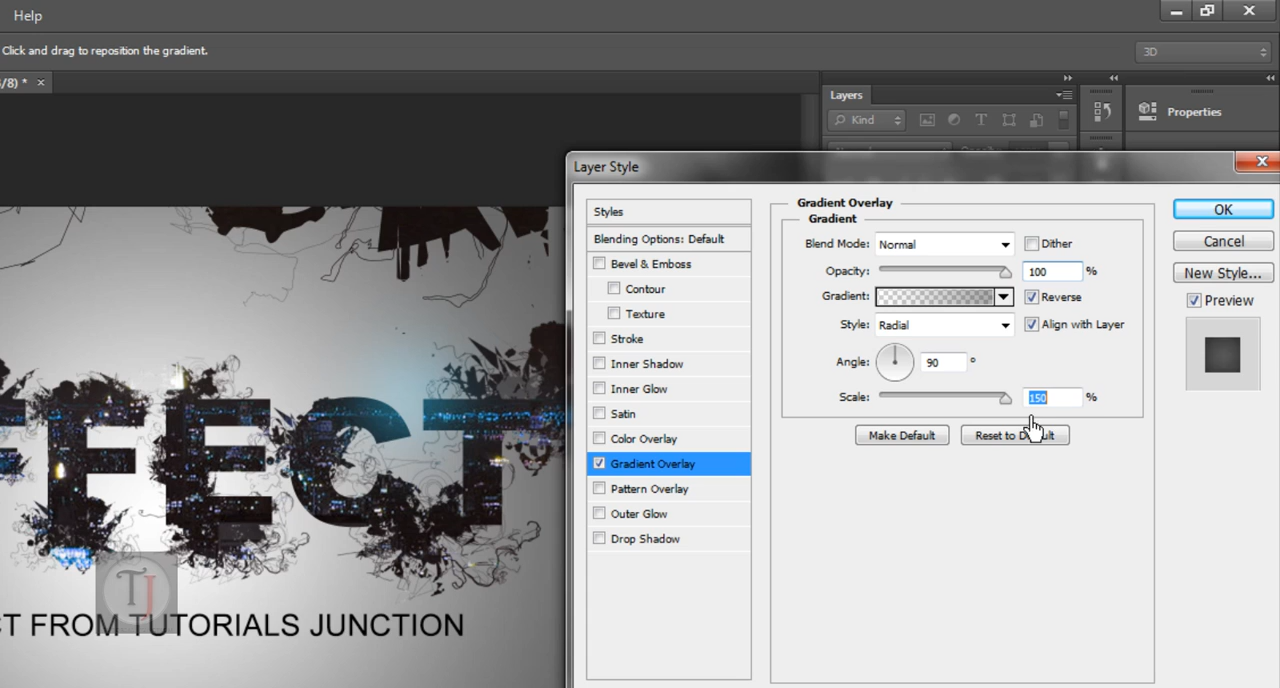 Help
Click and drag to reposition the gradient.
3D
/8) * ×
Layers
Kind
Properties
Layer Style
Styles
Blending Options: Default
Bevel & Emboss
Contour
Texture
Stroke
Inner Shadow
Inner Glow
Satin
Color Overlay
Gradient Overlay
Pattern Overlay
Outer Glow
Drop Shadow
Gradient Overlay
Gradient
Blend Mode: Normal Dither
Opacity: 100 %
Gradient: Reverse
Style: Radial Align with Layer
Angle: 90 °
Scale: 150 %
Make Default Reset to Default
OK
Cancel
New Style...
Preview
FFECT
TJ
T FROM TUTORIALS JUNCTION